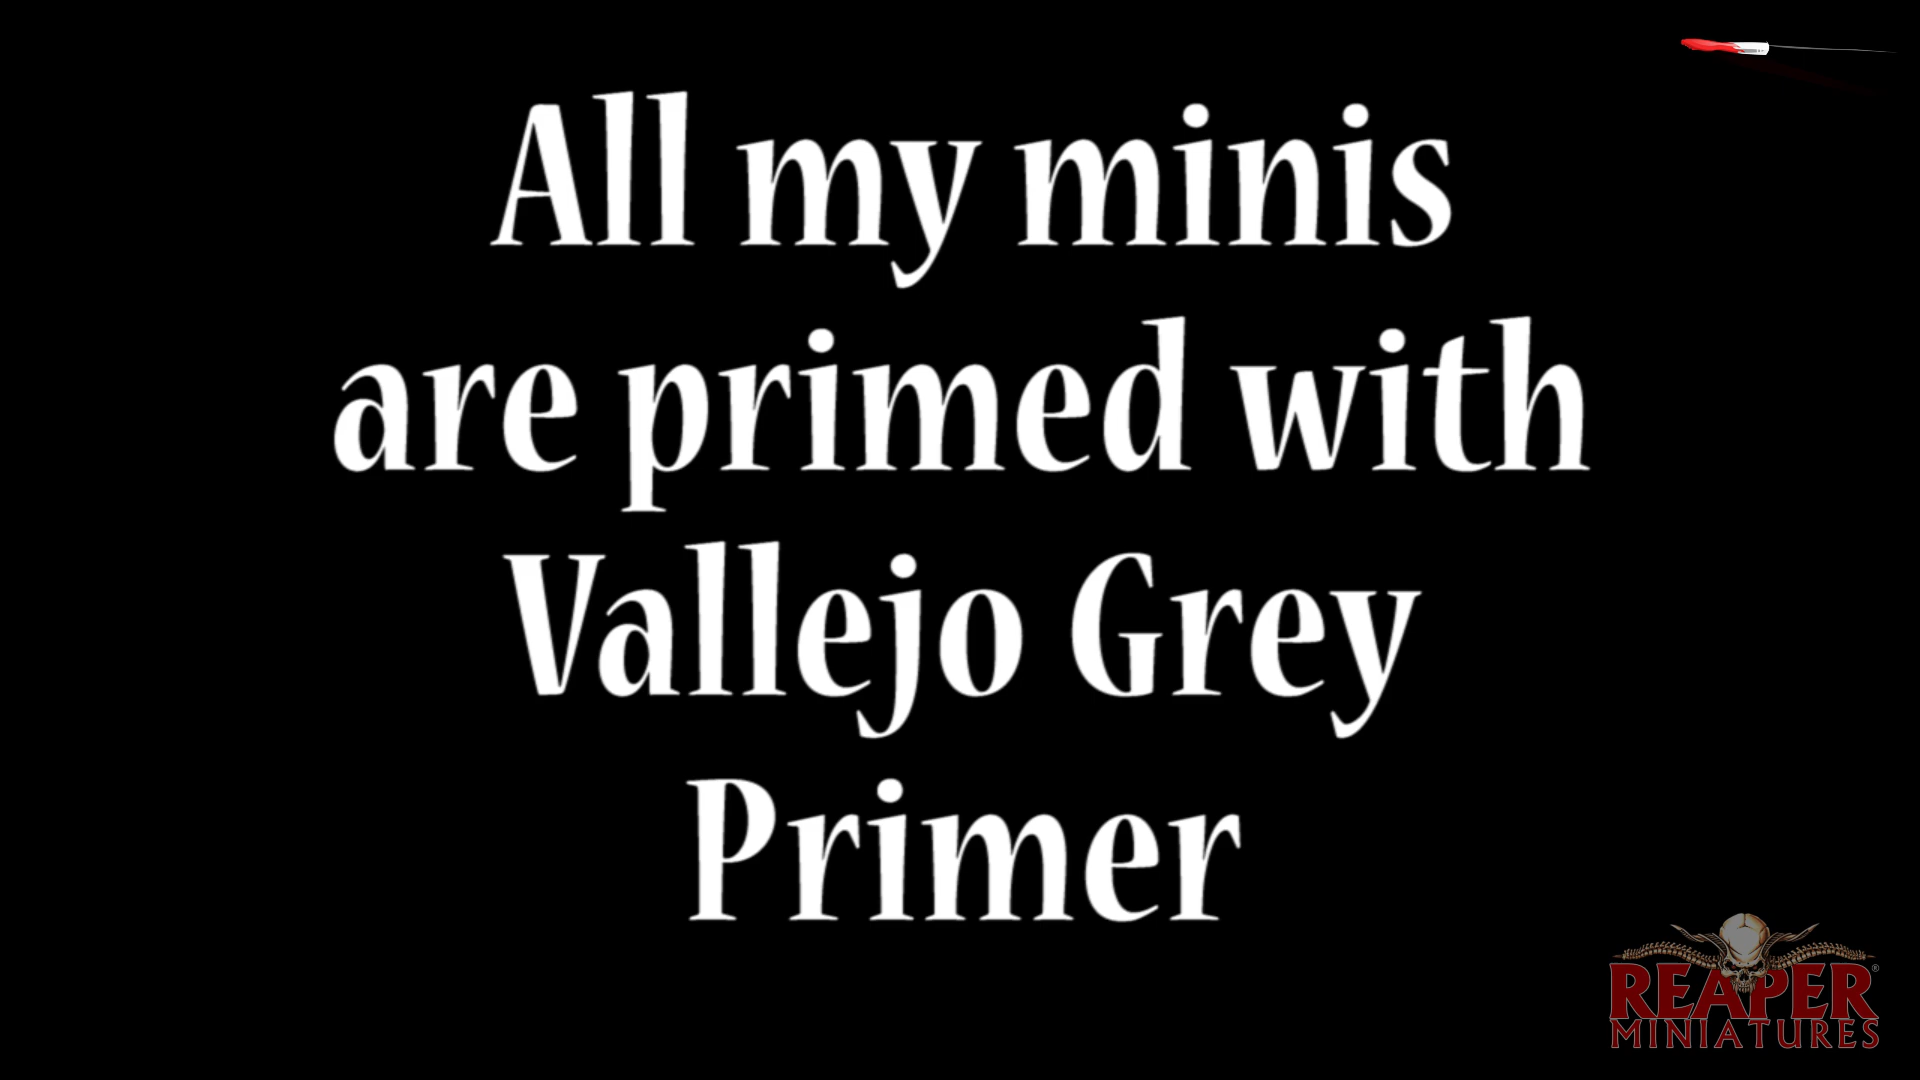 All my minis
are primed with
Vallejo Grey
Primer
REAPER®
MINIATURES